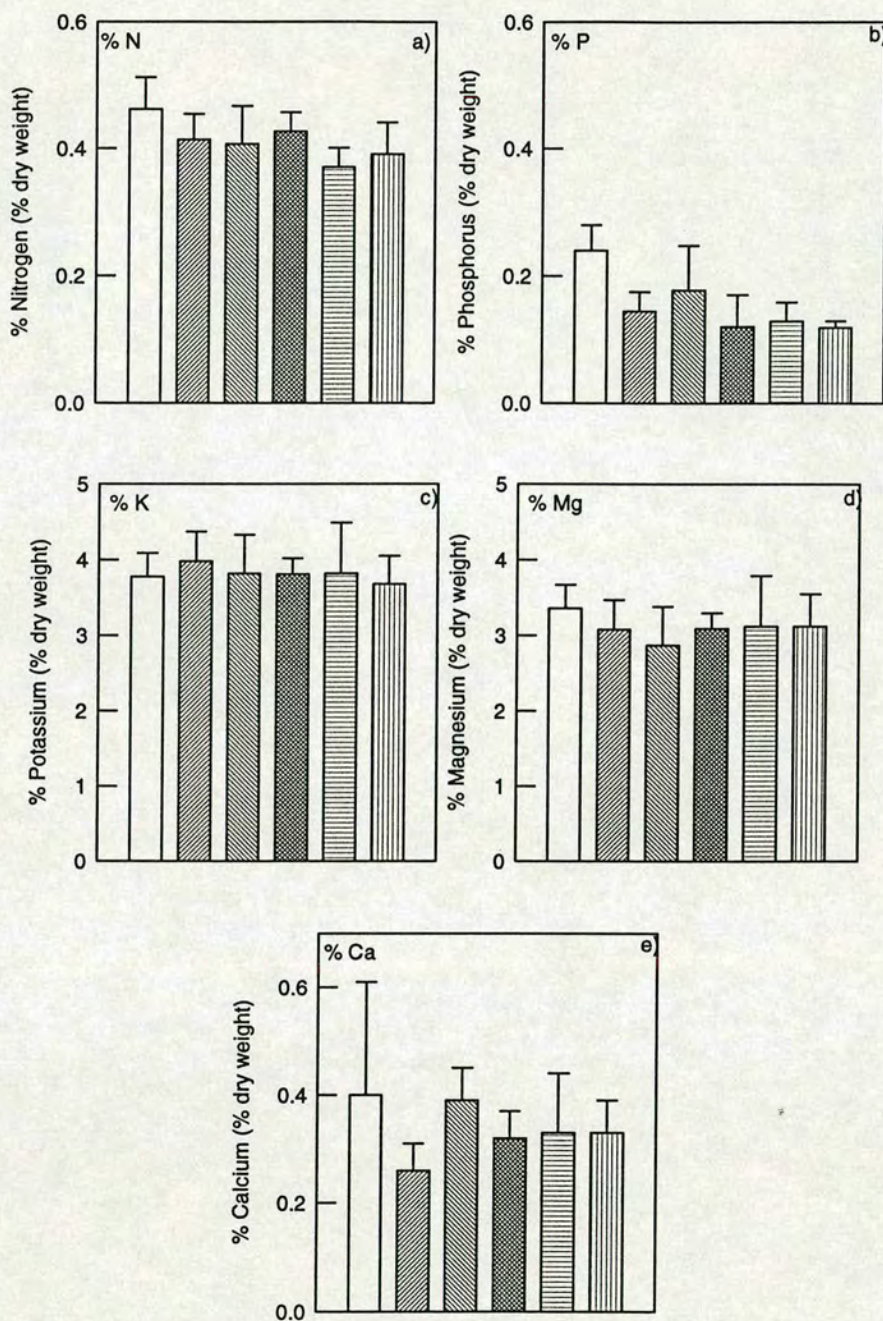 % N
a)
% Nitrogen (% dry weight)
0.6
0.4
0.2
0.0
% P
b)
% Phosphorus (% dry weight)
0.6
0.4
0.2
0.0
% K
c)
% Potassium (% dry weight)
5
4
3
2
1
0
% Mg
d)
% Magnesium (% dry weight)
5
4
3
2
1
0
% Ca
e)
% Calcium (% dry weight)
0.6
0.4
0.2
0.0